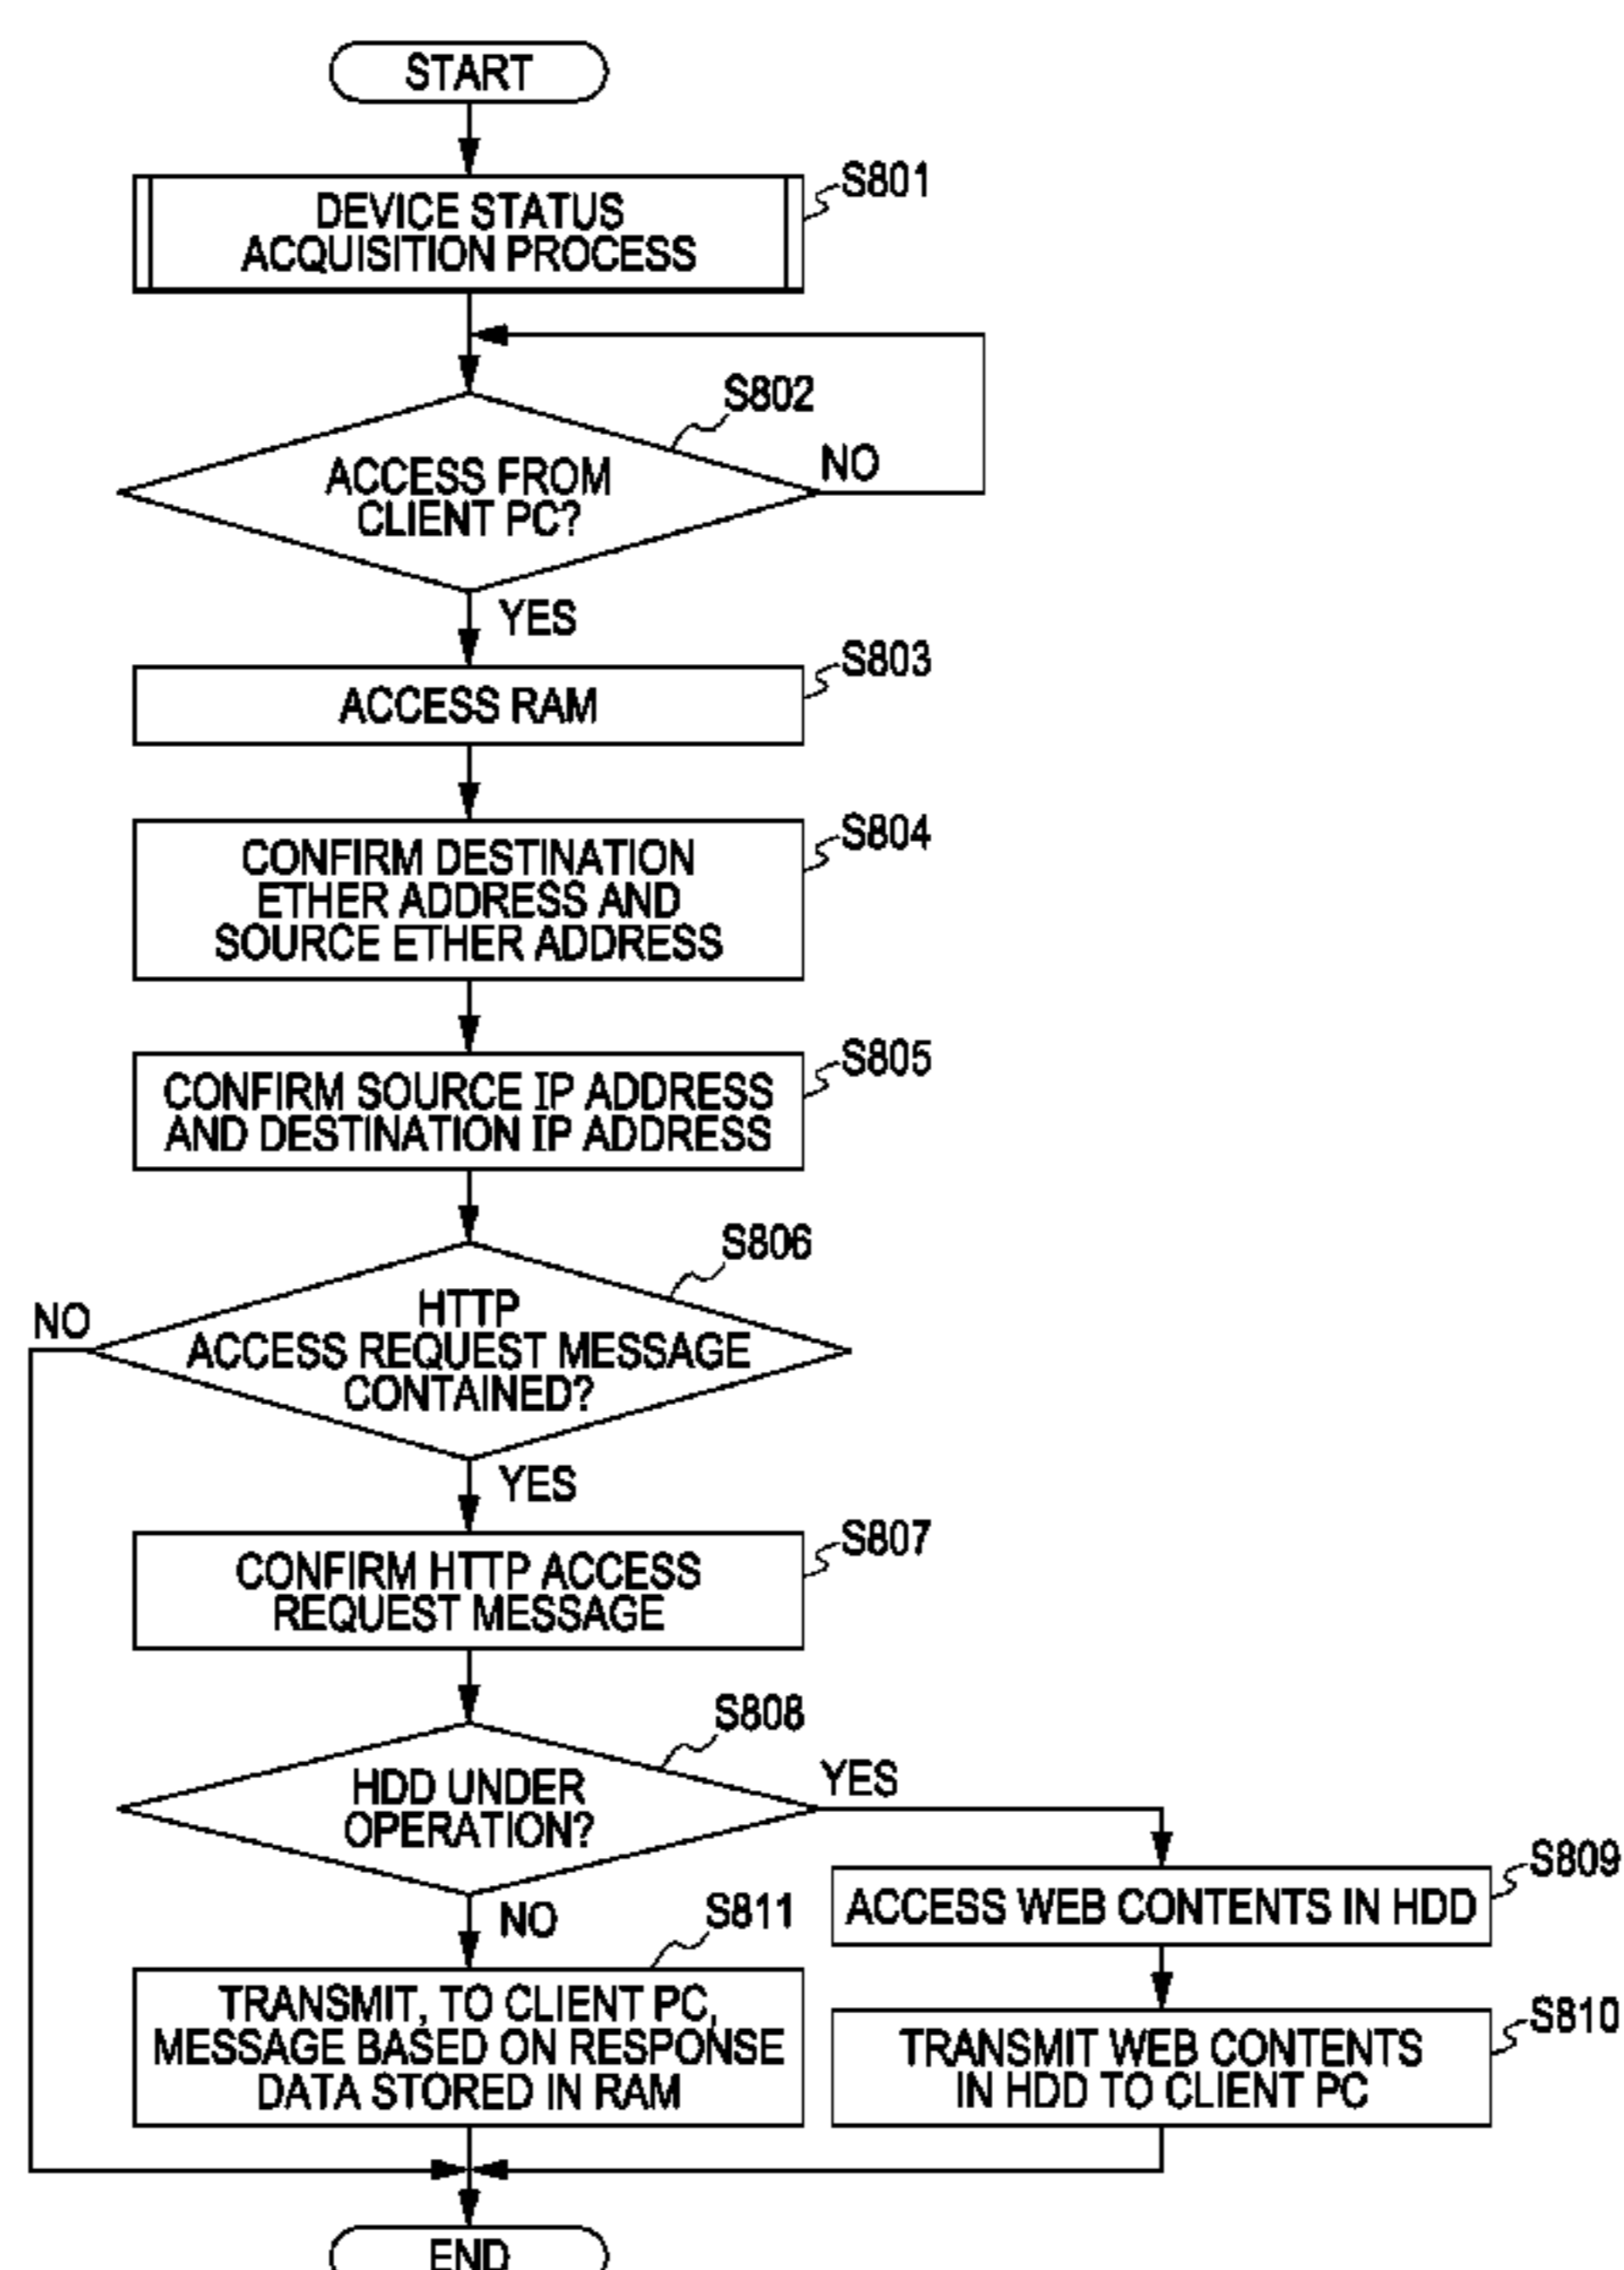 START
S801
DEVICE STATUS
ACQUISITION PROCESS
S802
ACCESS FROM
CLIENT PC?
NO
YES
S803
ACCESS RAM
S804
CONFIRM DESTINATION
ETHER ADDRESS AND
SOURCE ETHER ADDRESS
S805
CONFIRM SOURCE IP ADDRESS
AND DESTINATION IP ADDRESS
S806
HTTP
ACCESS REQUEST MESSAGE
CONTAINED?
NO
YES
S807
CONFIRM HTTP ACCESS
REQUEST MESSAGE
S808
HDD UNDER
OPERATION?
YES
NO
S809
ACCESS WEB CONTENTS IN HDD
S810
TRANSMIT WEB CONTENTS
IN HDD TO CLIENT PC
S811
TRANSMIT, TO CLIENT PC,
MESSAGE BASED ON RESPONSE
DATA STORED IN RAM
END